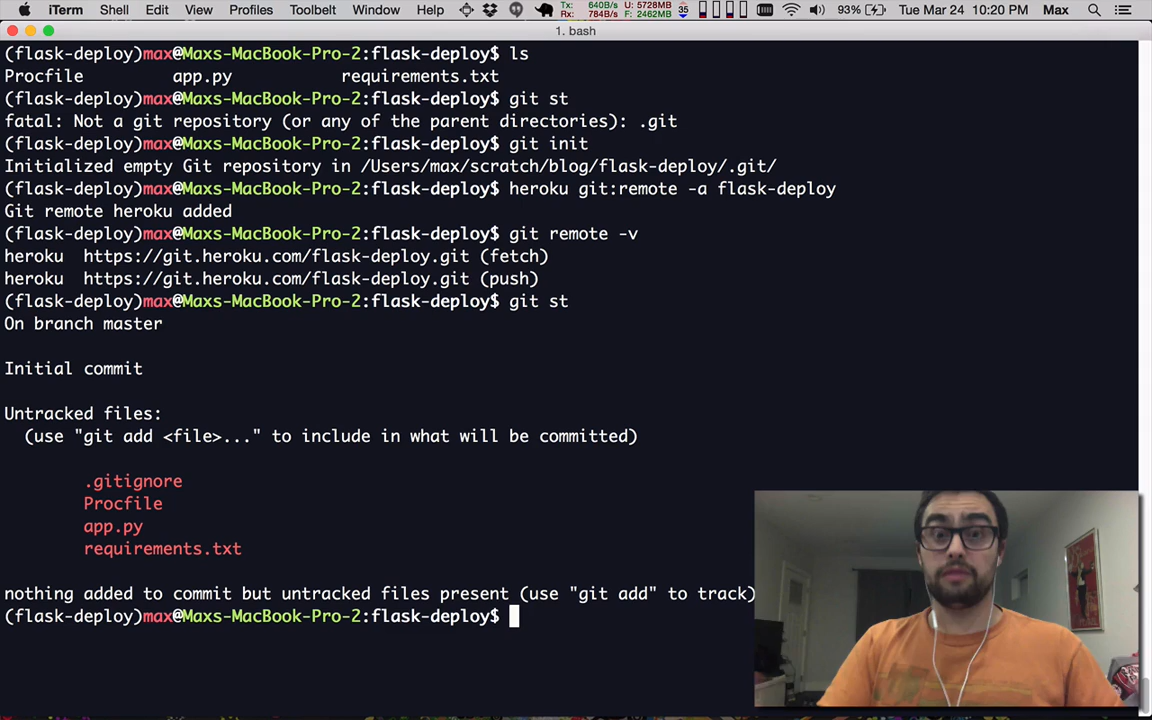 iTerm Shell Edit View Profiles Toolbelt Window Help Tx: 640B/s Rx: 784B/s U: 5728MB F: 2462MB 35 93% Tue Mar 24 10:20 PM Max
1. bash
(flask-deploy)max@Maxs-MacBook-Pro-2:flask-deploy$ ls
Procfile app.py requirements.txt
(flask-deploy)max@Maxs-MacBook-Pro-2:flask-deploy$ git st
fatal: Not a git repository (or any of the parent directories): .git
(flask-deploy)max@Maxs-MacBook-Pro-2:flask-deploy$ git init
Initialized empty Git repository in /Users/max/scratch/blog/flask-deploy/.git/
(flask-deploy)max@Maxs-MacBook-Pro-2:flask-deploy$ heroku git:remote -a flask-deploy
Git remote heroku added
(flask-deploy)max@Maxs-MacBook-Pro-2:flask-deploy$ git remote -v
heroku https://git.heroku.com/flask-deploy.git (fetch)
heroku https://git.heroku.com/flask-deploy.git (push)
(flask-deploy)max@Maxs-MacBook-Pro-2:flask-deploy$ git st
On branch master
Initial commit
Untracked files:
(use "git add <file>..." to include in what will be committed)
.gitignore
Procfile
app.py
requirements.txt
nothing added to commit but untracked files present (use "git add" to track)
(flask-deploy)max@Maxs-MacBook-Pro-2:flask-deploy$